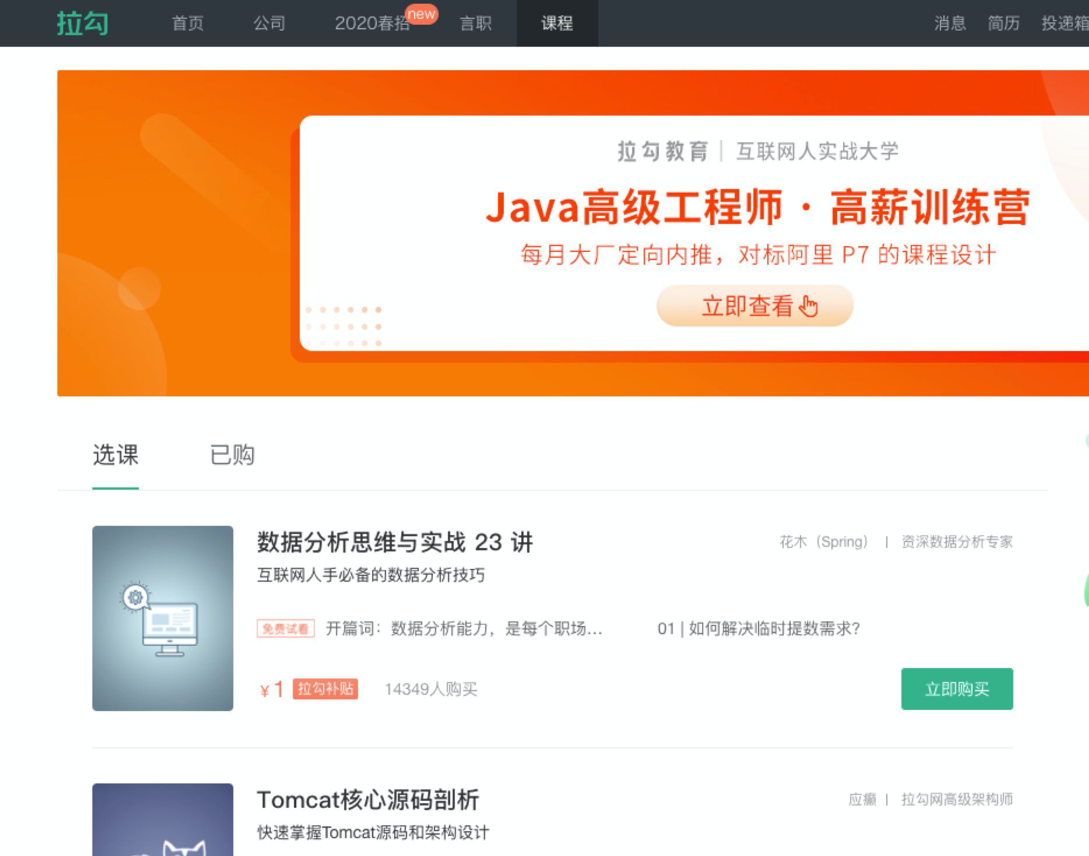 拉勾 首页 公司 2020春招 new 言职 课程 消息 简历 投递箱
拉勾教育 | 互联网人实战大学
Java高级工程师 · 高薪训练营
每月大厂定向内推，对标阿里 P7 的课程设计
立即查看
选课 已购
数据分析思维与实战 23 讲 花木（Spring） | 资深数据分析专家
互联网人手必备的数据分析技巧
免费试看 开篇词：数据分析能力，是每个职场... 01 | 如何解决临时提数需求？
¥1 拉勾补贴 14349人购买 立即购买
Tomcat核心源码剖析 应癫 | 拉勾网高级架构师
快速掌握Tomcat源码和架构设计